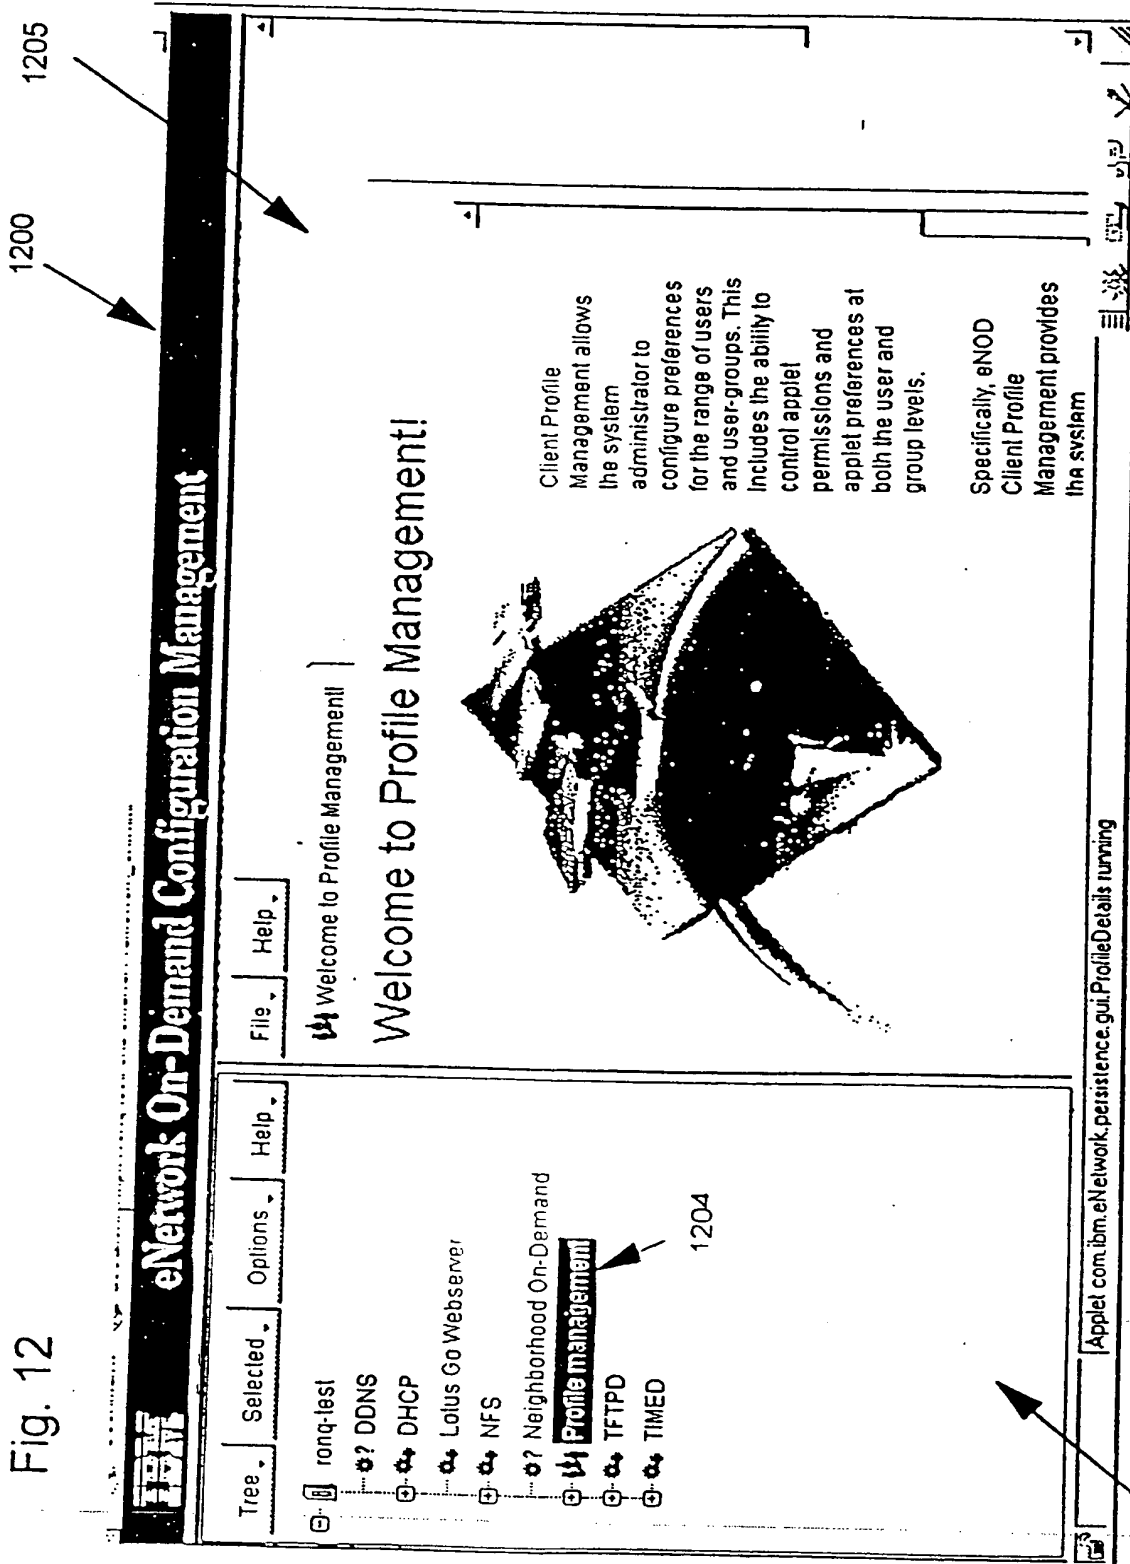 Fig. 12
1200
1205
IBM
eNetwork On-Demand Configuration Management
Tree
Selected
Options
Help
File
Help
ronq-test
? DDNS
DHCP
Lotus Go Webserver
NFS
? Neighborhood On-Demand
Profile management
TFTPD
TIMED
1204
Welcome to Profile Management!
Welcome to Profile Management!
Client Profile
Management allows
the system
administrator to
configure preferences
for the range of users
and user-groups. This
Includes the ability to
control applet
permissions and
applet preferences at
both the user and
group levels.
Specifically, eNOD
Client Profile
Management provides
the system
Applet com.ibm.eNetwork.persistence.gui.ProfileDetails running